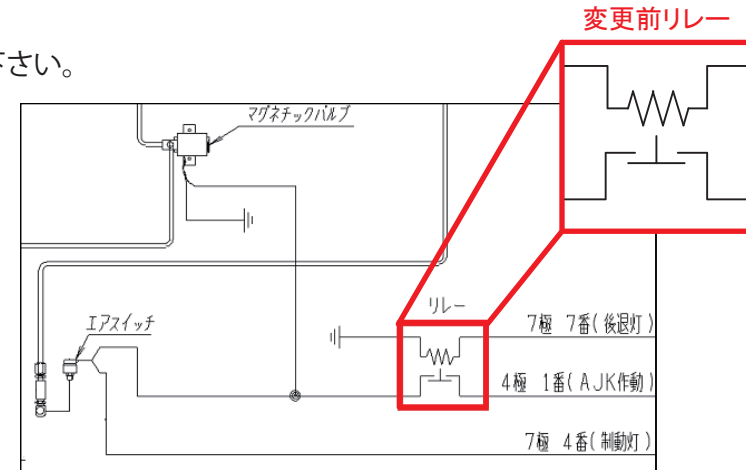 変更前リレー
下さい。
マグネチックバルブ
エアスイッチ
リレー
7極 7番(後退灯)
4極 1番(AJK作動)
7極 4番(制動灯)